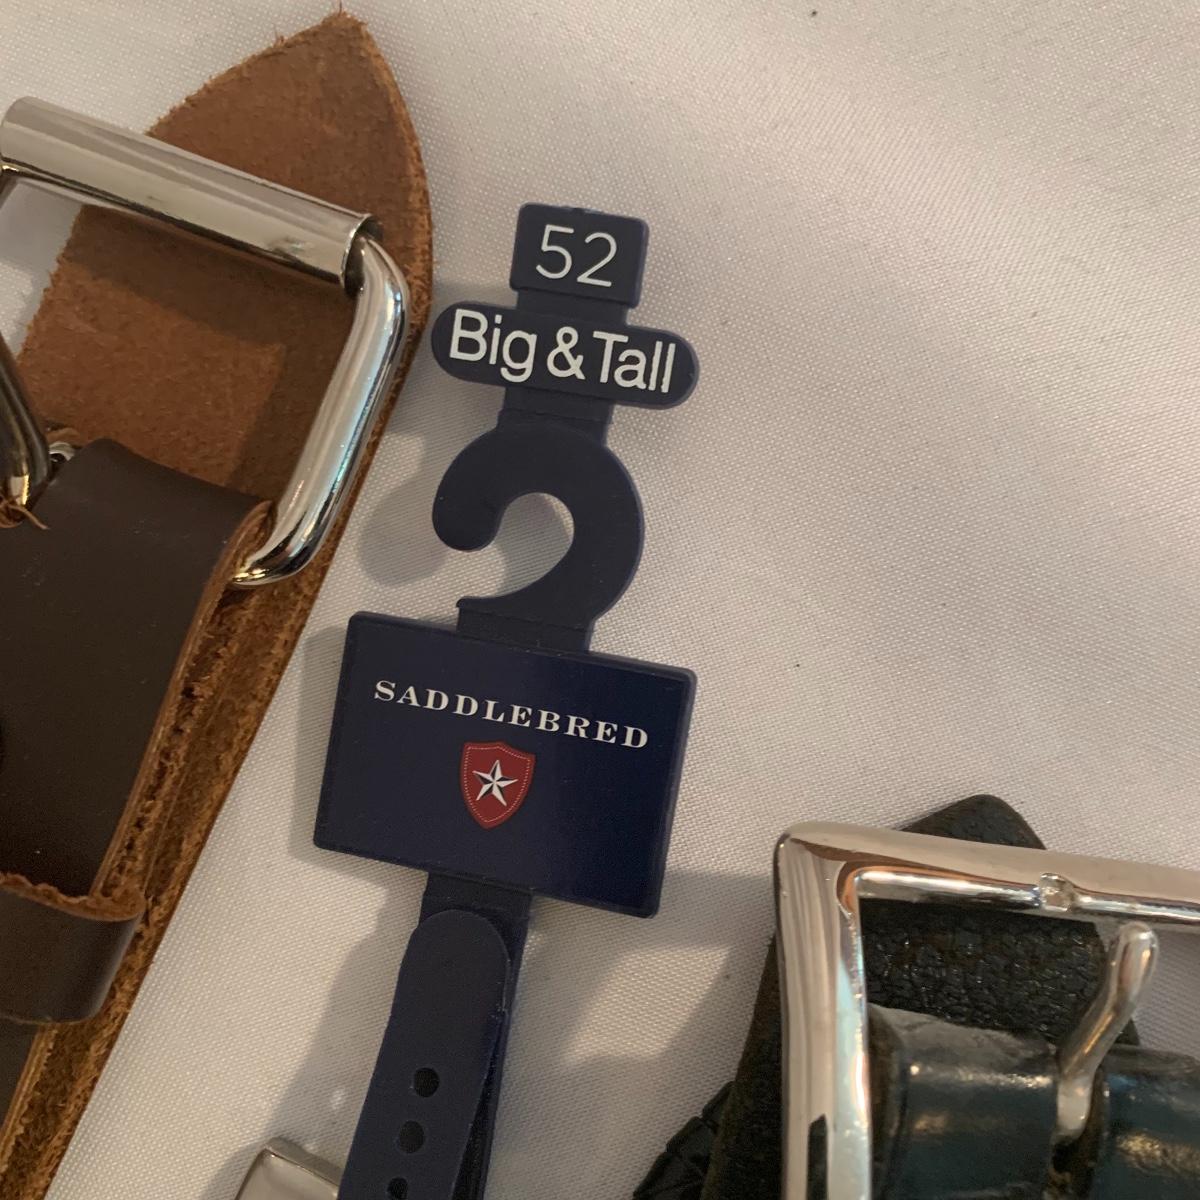 52
Big & Tall
SADDLEBRED